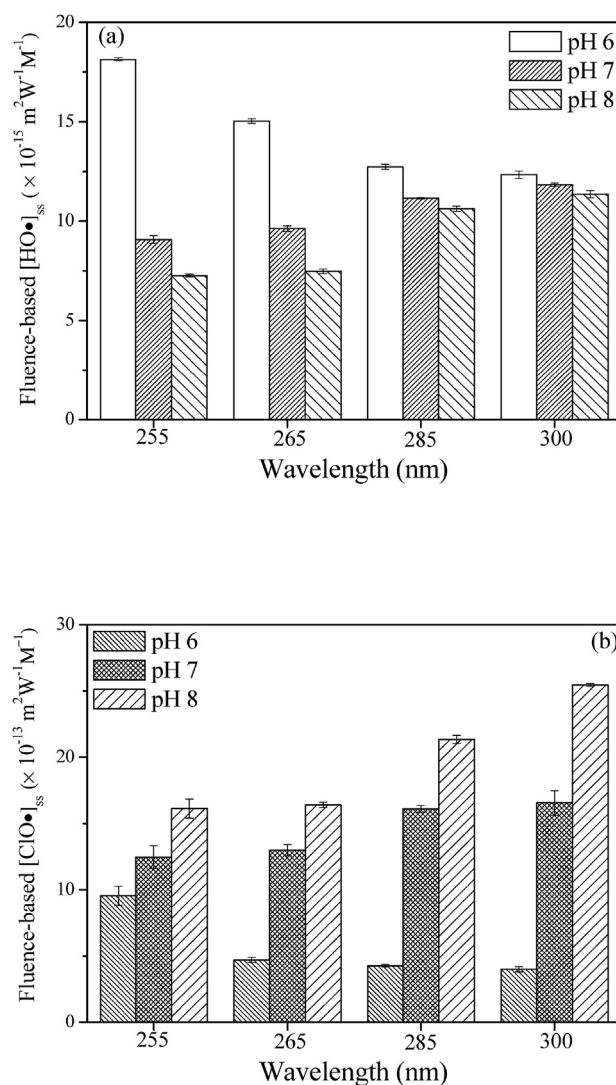 (a)
pH 6
pH 7
pH 8
Fluence-based [HO●]ss (× 10⁻¹⁵ m²W⁻¹M⁻¹)
20
15
10
5
0
255 265 285 300
Wavelength (nm)
(b)
pH 6
pH 7
pH 8
Fluence-based [ClO●]ss (× 10⁻¹³ m²W⁻¹M⁻¹)
30
20
10
0
255 265 285 300
Wavelength (nm)